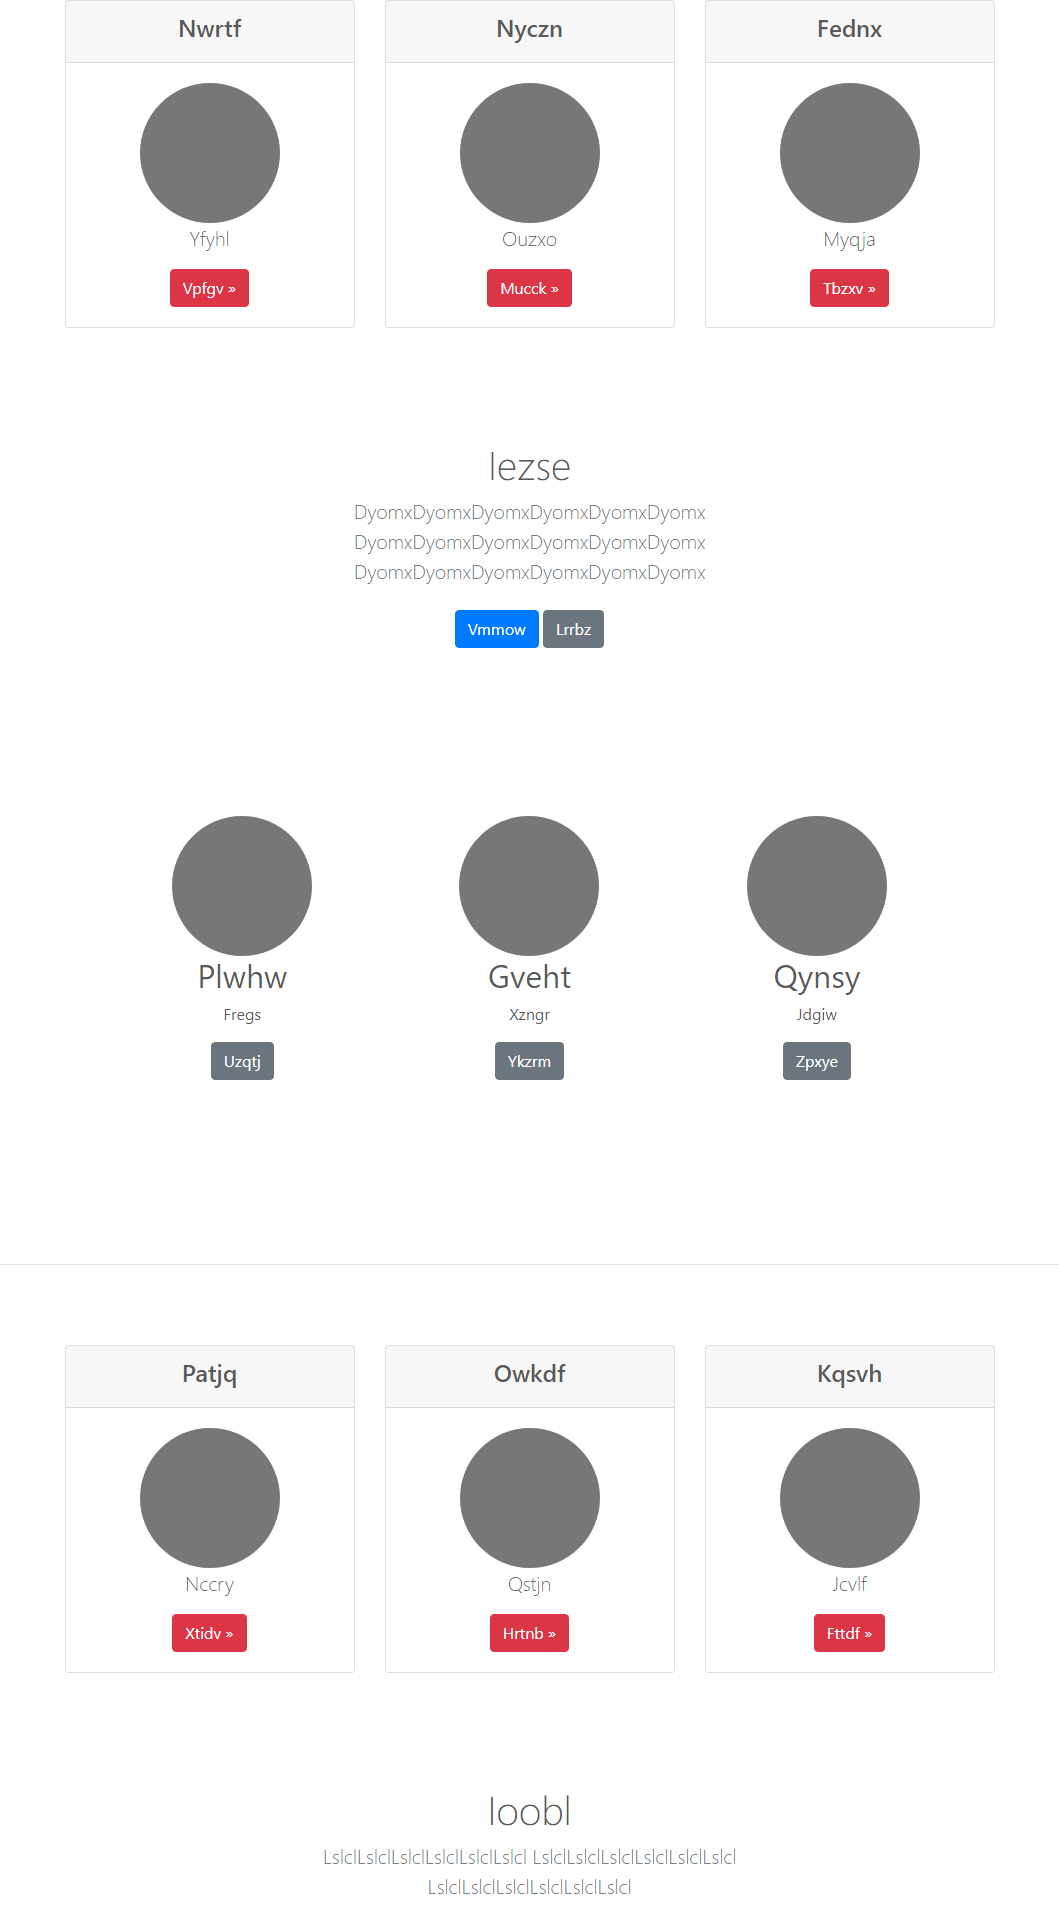 Nwrtf Nyczn Fednx
Yfyhl Ouzxo Myqja
Vpfgv » Mucck » Tbzxv »
lezse
DyomxDyomxDyomxDyomxDyomxDyomx
DyomxDyomxDyomxDyomxDyomxDyomx
DyomxDyomxDyomxDyomxDyomxDyomx
Vmmow Lrrbz
Plwhw Gveht Qynsy
Fregs Xzngr Jdgiw
Uzqtj Ykzrm Zpxye
Patjq Owkdf Kqsvh
Nccry Qstjn Jcvlf
Xtidv » Hrtnb » Fttdf »
Ioobl
LslclLslclLslclLslclLslclLslcl LslclLslclLslclLslclLslclLslcl
LslclLslclLslclLslclLslclLslcl